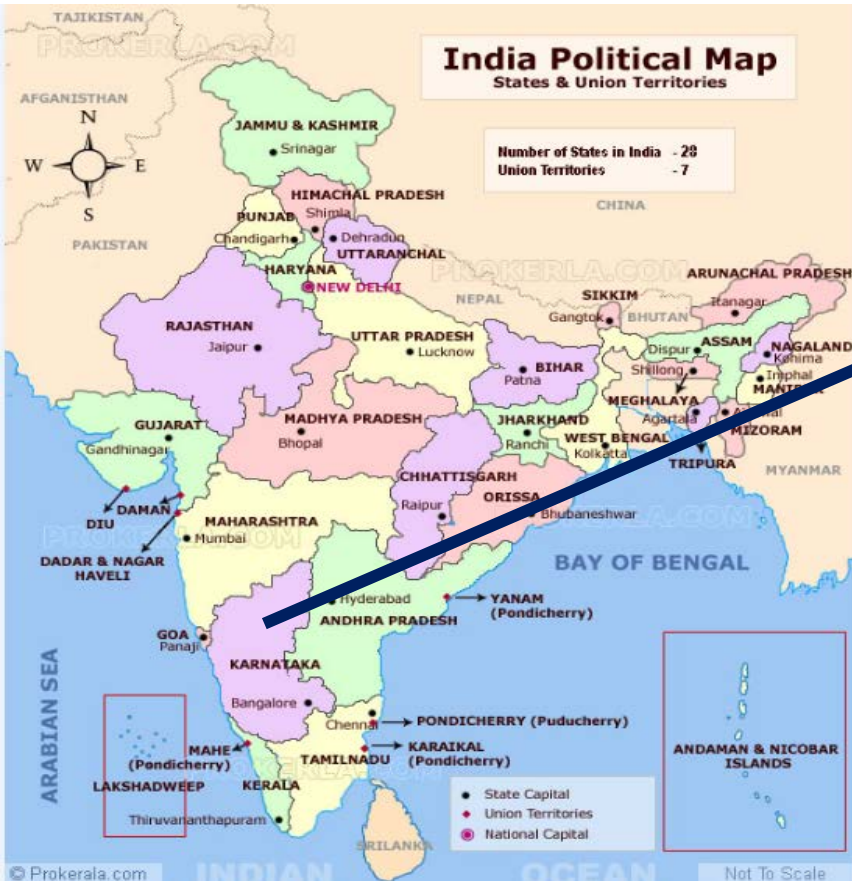 TAJIKISTAN
PROKERLA.COM
India Political Map
States & Union Territories
AFGANISTHAN
N
W
E
S
JAMMU & KASHMIR
Srinagar
Number of States in India - 28
Union Territories - 7
CHINA
HIMACHAL PRADESH
Shimla
PUNJAB
Chandigarh
Dehradun
UTTARANCHAL
PAKISTAN
HARYANA
NEW DELHI
PROKERLA.COM
ARUNACHAL PRADESH
Itanagar
NEPAL
SIKKIM
Gangtok
BHUTAN
RAJASTHAN
Jaipur
UTTAR PRADESH
Lucknow
BIHAR
Patna
Dispur
ASSAM
NAGALAND
Kohima
Shillong
Imphal
MEGHALAYA
Agartala
MIZORAM
TRIPURA
MYANMAR
GUJARAT
Gandhinagar
MADHYA PRADESH
Bhopal
JHARKHAND
Ranchi
WEST BENGAL
Kolkatta
CHHATTISGARH
Raipur
ORISSA
Bhubaneshwar
DIU
DAMAN
DADAR & NAGAR
HAVELI
MAHARASHTRA
Mumbai
BAY OF BENGAL
Hyderabad
ANDHRA PRADESH
YANAM
(Pondicherry)
GOA
Panaji
KARNATAKA
Bangalore
ARABIAN SEA
Chennai
PONDICHERRY (Puducherry)
KARAIKAL
(Pondicherry)
MAHE
(Pondicherry)
TAMILNADU
LAKSHADWEEP
KERALA
Thiruvananthapuram
ANDAMAN & NICOBAR
ISLANDS
State Capital
Union Territories
National Capital
SRILANKA
© Prokerala.com
INDIAN OCEAN
Not To Scale